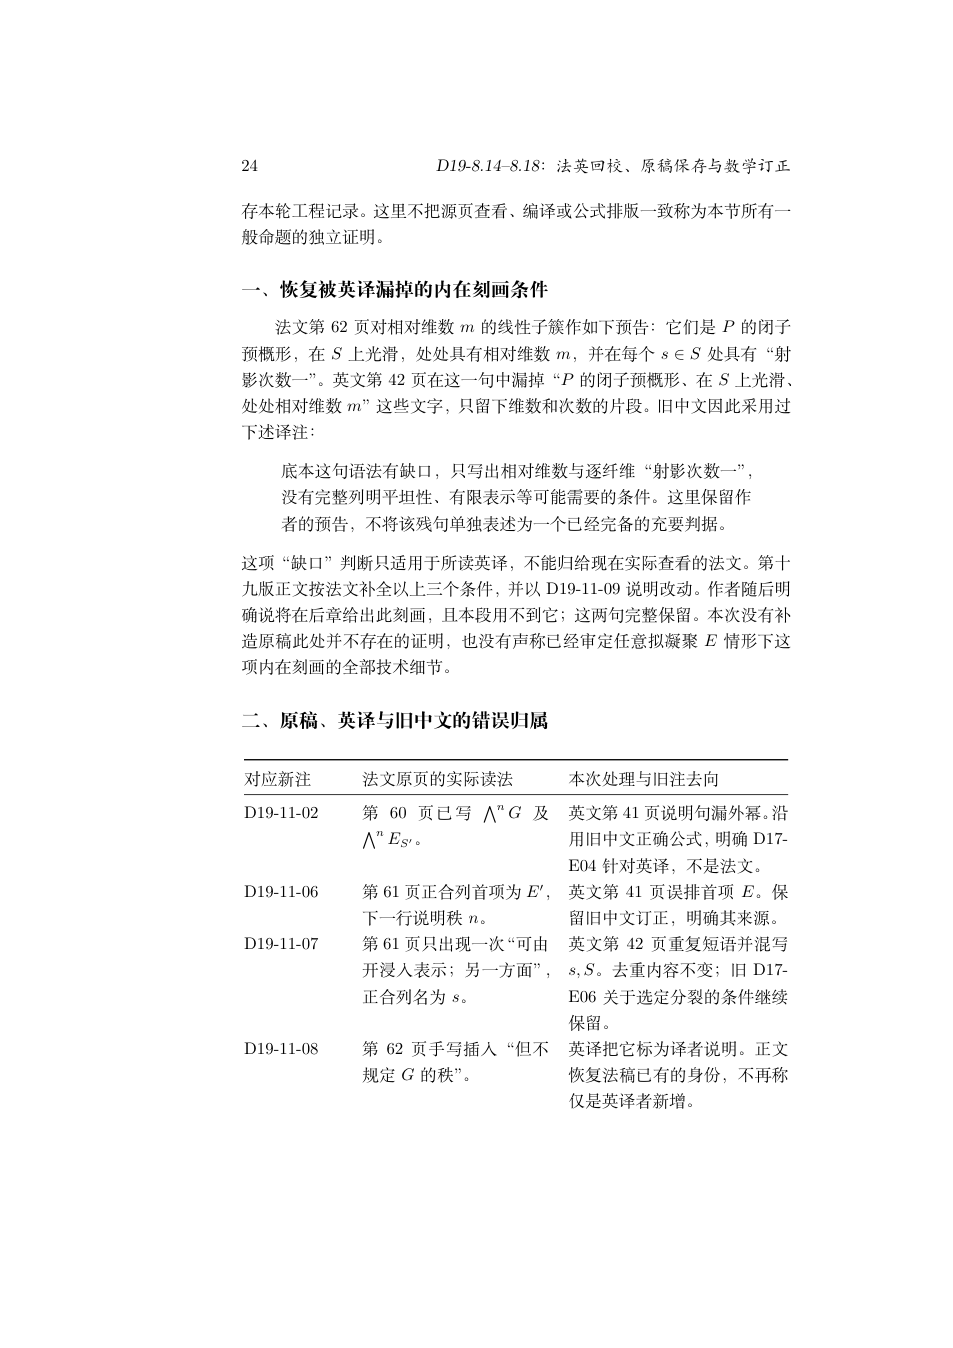 24 D19-8.14–8.18：法英回校、原稿保存与数学订正
存本轮工程记录。这里不把源页查看、编译或公式排版一致称为本节所有一
般命题的独立证明。
一、恢复被英译漏掉的内在刻画条件
法文第 62 页对相对维数 m 的线性子簇作如下预告：它们是 P 的闭子
预概形，在 S 上光滑，处处具有相对维数 m，并在每个 s ∈ S 处具有“射
影次数一”。英文第 42 页在这一句中漏掉“P 的闭子预概形、在 S 上光滑、
处处相对维数 m”这些文字，只留下维数和次数的片段。旧中文因此采用过
下述译注：
底本这句语法有缺口，只写出相对维数与逐纤维“射影次数一”，
没有完整列明平坦性、有限表示等可能需要的条件。这里保留作
者的预告，不将该残句单独表述为一个已经完备的充要判据。
这项“缺口”判断只适用于所读英译，不能归给现在实际查看的法文。第十
九版正文按法文补全以上三个条件，并以 D19-11-09 说明改动。作者随后明
确说将在后章给出此刻画，且本段用不到它；这两句完整保留。本次没有补
造原稿此处并不存在的证明，也没有声称已经审定任意拟凝聚 E 情形下这
项内在刻画的全部技术细节。
二、原稿、英译与旧中文的错误归属
对应新注 法文原页的实际读法 本次处理与旧注去向
D19-11-02 第 60 页已写 ⋀ⁿ G 及 英文第 41 页说明句漏外幂。沿
⋀ⁿ E_{S′}。 用旧中文正确公式，明确 D17-
E04 针对英译，不是法文。
D19-11-06 第 61 页正合列首项为 E′， 英文第 41 页误排首项 E。保
下一行说明秩 n。 留旧中文订正，明确其来源。
D19-11-07 第 61 页只出现一次“可由 英文第 42 页重复短语并混写
开浸入表示；另一方面”， s, S。去重内容不变；旧 D17-
正合列名为 s。 E06 关于选定分裂的条件继续
保留。
D19-11-08 第 62 页手写插入“但不 英译把它标为译者说明。正文
规定 G 的秩”。 恢复法稿已有的身份，不再称
仅是英译者新增。